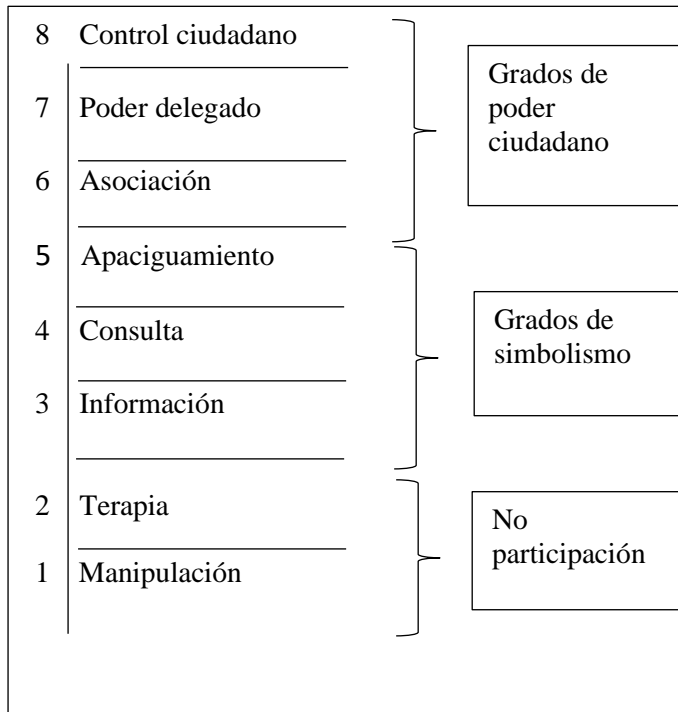 8 Control ciudadano
7 Poder delegado
6 Asociación
Grados de
poder
ciudadano
5 Apaciguamiento
4 Consulta
3 Información
Grados de
simbolismo
2 Terapia
1 Manipulación
No
participación